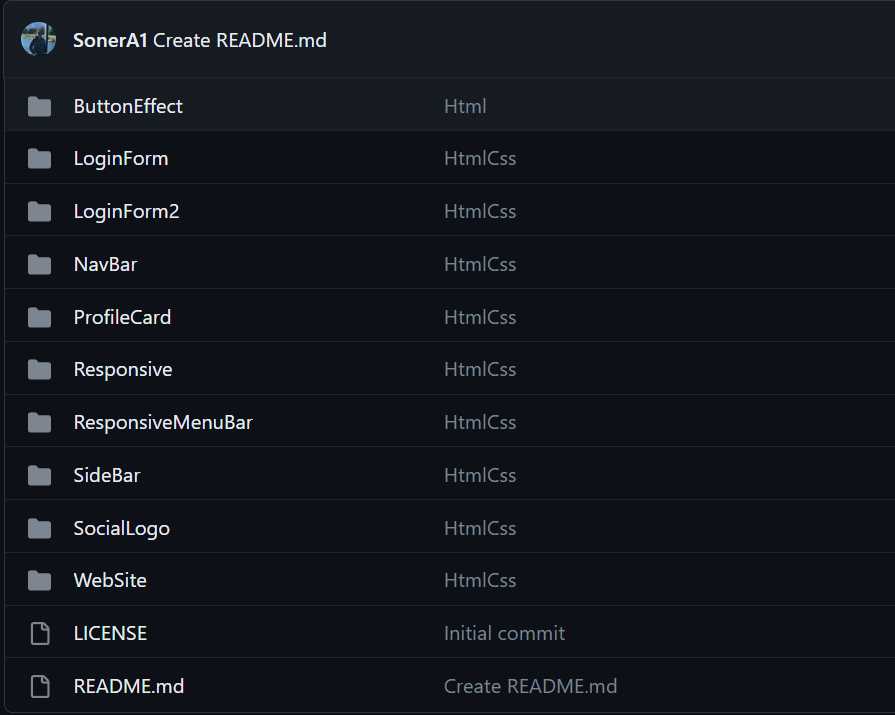 SonerA1 Create README.md
ButtonEffect Html
LoginForm HtmlCss
LoginForm2 HtmlCss
NavBar HtmlCss
ProfileCard HtmlCss
Responsive HtmlCss
ResponsiveMenuBar HtmlCss
SideBar HtmlCss
SocialLogo HtmlCss
WebSite HtmlCss
LICENSE Initial commit
README.md Create README.md